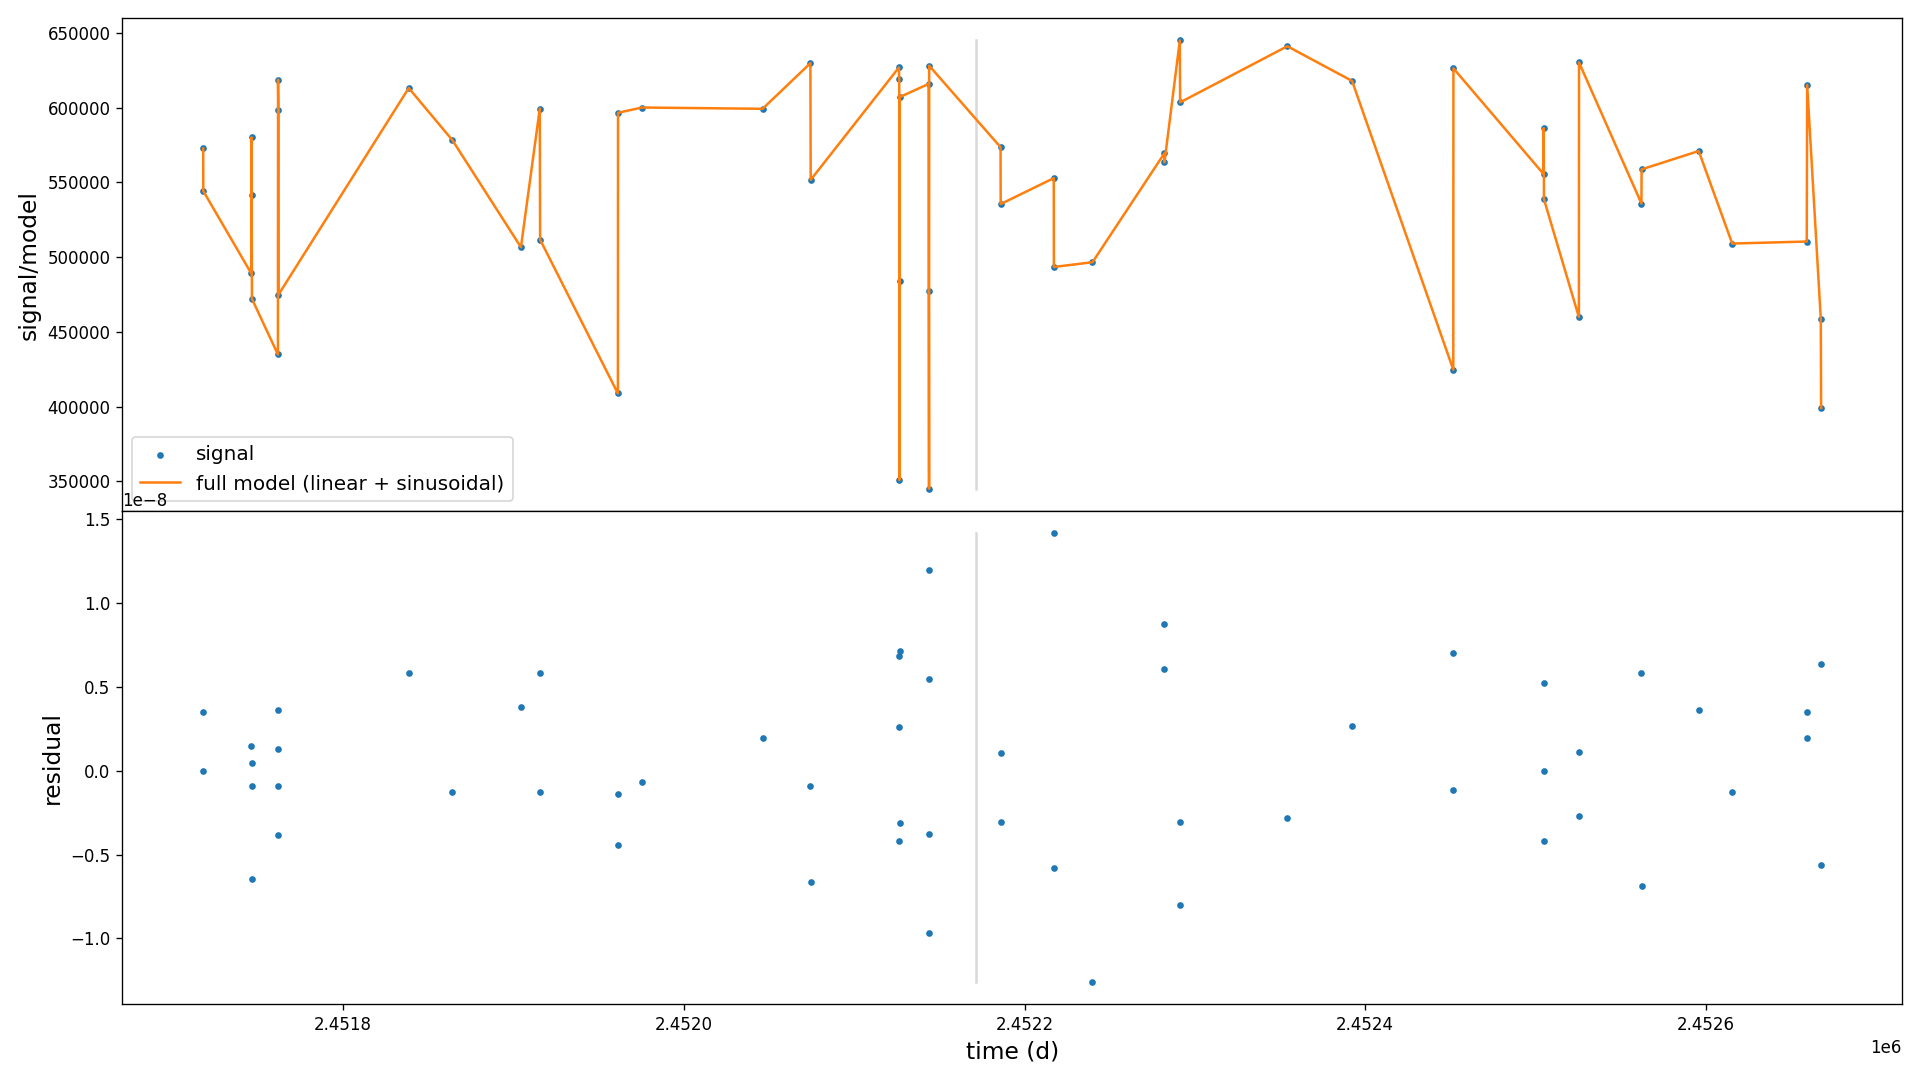 650000
600000
550000
500000
450000
400000
350000
signal/model
signal
full model (linear + sinusoidal)
1e−8
1.5
1.0
0.5
0.0
−0.5
−1.0
residual
2.4518
2.4520
2.4522
2.4524
2.4526
time (d)
1e6